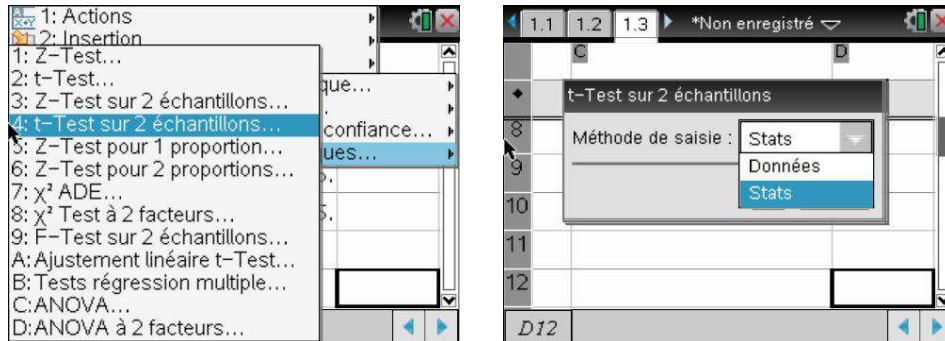 1: Actions
2: Insertion
1: Z-Test...
2: t-Test...
3: Z-Test sur 2 échantillons...
4: t-Test sur 2 échantillons...
5: Z-Test pour 1 proportion...
6: Z-Test pour 2 proportions...
7: χ² ADE...
8: χ² Test à 2 facteurs...
9: F-Test sur 2 échantillons...
A: Ajustement linéaire t-Test...
B: Tests régression multiple...
C: ANOVA...
D: ANOVA à 2 facteurs...
que...
confiance...
ues...
1.1 1.2 1.3 *Non enregistré
C D
t-Test sur 2 échantillons
8
Méthode de saisie : Stats
9
Données
Stats
10
11
12
D12